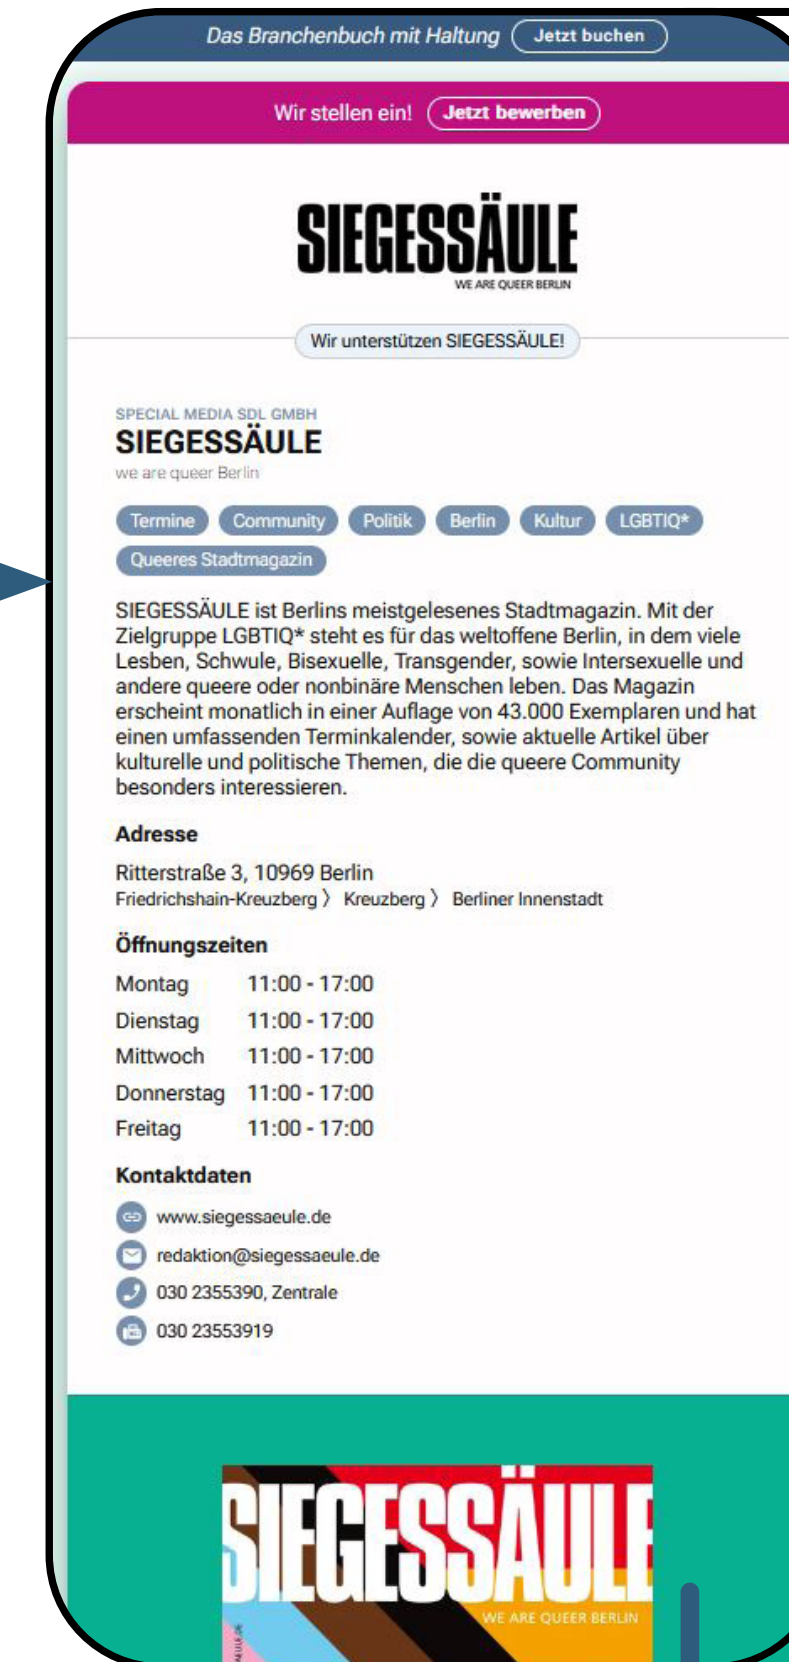 Das Branchenbuch mit Haltung Jetzt buchen
Wir stellen ein! Jetzt bewerben
SIEGESSÄULE
WE ARE QUEER BERLIN
Wir unterstützen SIEGESSÄULE!
SPECIAL MEDIA SDL GMBH
SIEGESSÄULE
we are queer Berlin
Termine Community Politik Berlin Kultur LGBTIQ*
Queeres Stadtmagazin
SIEGESSÄULE ist Berlins meistgelesenes Stadtmagazin. Mit der
Zielgruppe LGBTIQ* steht es für das weltoffene Berlin, in dem viele
Lesben, Schwule, Bisexuelle, Transgender, sowie Intersexuelle und
andere queere oder nonbinäre Menschen leben. Das Magazin
erscheint monatlich in einer Auflage von 43.000 Exemplaren und hat
einen umfassenden Terminkalender, sowie aktuelle Artikel über
kulturelle und politische Themen, die die queere Community
besonders interessieren.
Adresse
Ritterstraße 3, 10969 Berlin
Friedrichshain-Kreuzberg 〉 Kreuzberg 〉 Berliner Innenstadt
Öffnungszeiten
Montag 11:00 - 17:00
Dienstag 11:00 - 17:00
Mittwoch 11:00 - 17:00
Donnerstag 11:00 - 17:00
Freitag 11:00 - 17:00
Kontaktdaten
www.siegessaeule.de
redaktion@siegessaeule.de
030 2355390, Zentrale
030 23553919
SIEGESSÄULE
WE ARE QUEER BERLIN